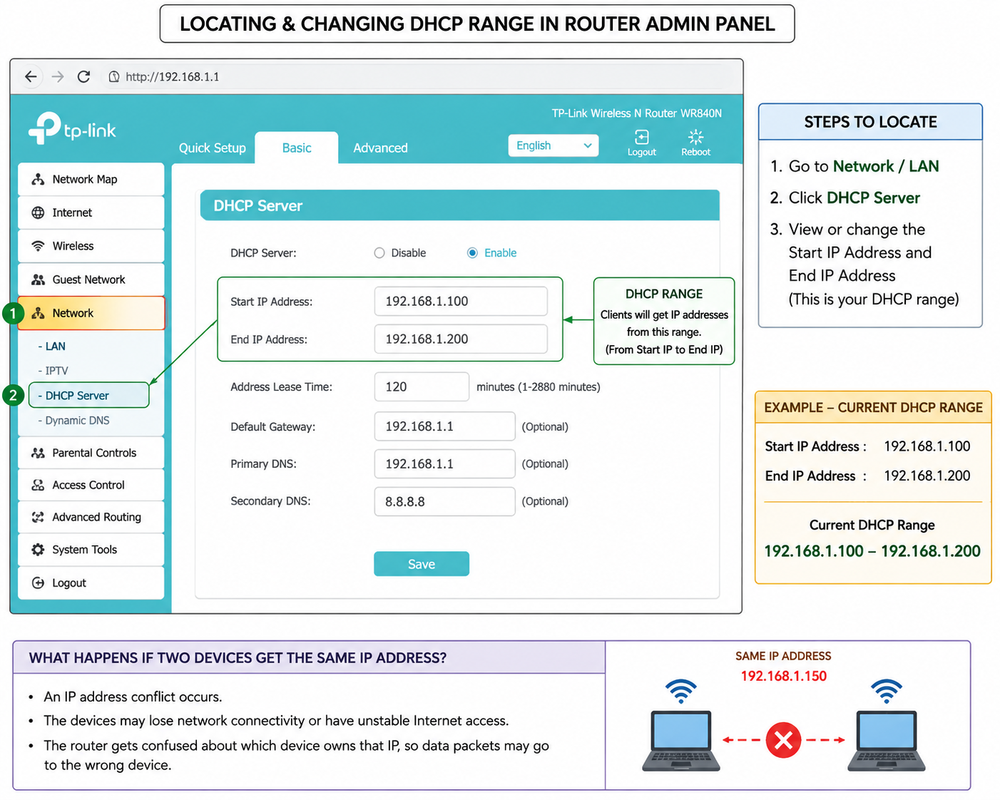 LOCATING & CHANGING DHCP RANGE IN ROUTER ADMIN PANEL
http://192.168.1.1
tp-link
TP-Link Wireless N Router WR840N
Quick Setup
Basic
Advanced
English
Logout
Reboot
Network Map
Internet
Wireless
Guest Network
1
Network
- LAN
- IPTV
2
- DHCP Server
- Dynamic DNS
Parental Controls
Access Control
Advanced Routing
System Tools
Logout
DHCP Server
DHCP Server: Disable Enable
Start IP Address: 192.168.1.100
End IP Address: 192.168.1.200
Address Lease Time: 120 minutes (1-2880 minutes)
Default Gateway: 192.168.1.1 (Optional)
Primary DNS: 192.168.1.1 (Optional)
Secondary DNS: 8.8.8.8 (Optional)
Save
DHCP RANGE
Clients will get IP addresses
from this range.
(From Start IP to End IP)
STEPS TO LOCATE
1. Go to Network / LAN
2. Click DHCP Server
3. View or change the
Start IP Address and
End IP Address
(This is your DHCP range)
EXAMPLE – CURRENT DHCP RANGE
Start IP Address : 192.168.1.100
End IP Address : 192.168.1.200
Current DHCP Range
192.168.1.100 – 192.168.1.200
WHAT HAPPENS IF TWO DEVICES GET THE SAME IP ADDRESS?
• An IP address conflict occurs.
• The devices may lose network connectivity or have unstable Internet access.
• The router gets confused about which device owns that IP, so data packets may go
to the wrong device.
SAME IP ADDRESS
192.168.1.150